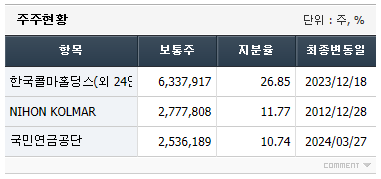 주주현황 단위 : 주, %
항목 보통주 지분율 최종변동일
한국콜마홀딩스(외 24 6,337,917 26.85 2023/12/18
NIHON KOLMAR 2,777,808 11.77 2012/12/28
국민연금공단 2,536,189 10.74 2024/03/27
COMMENT